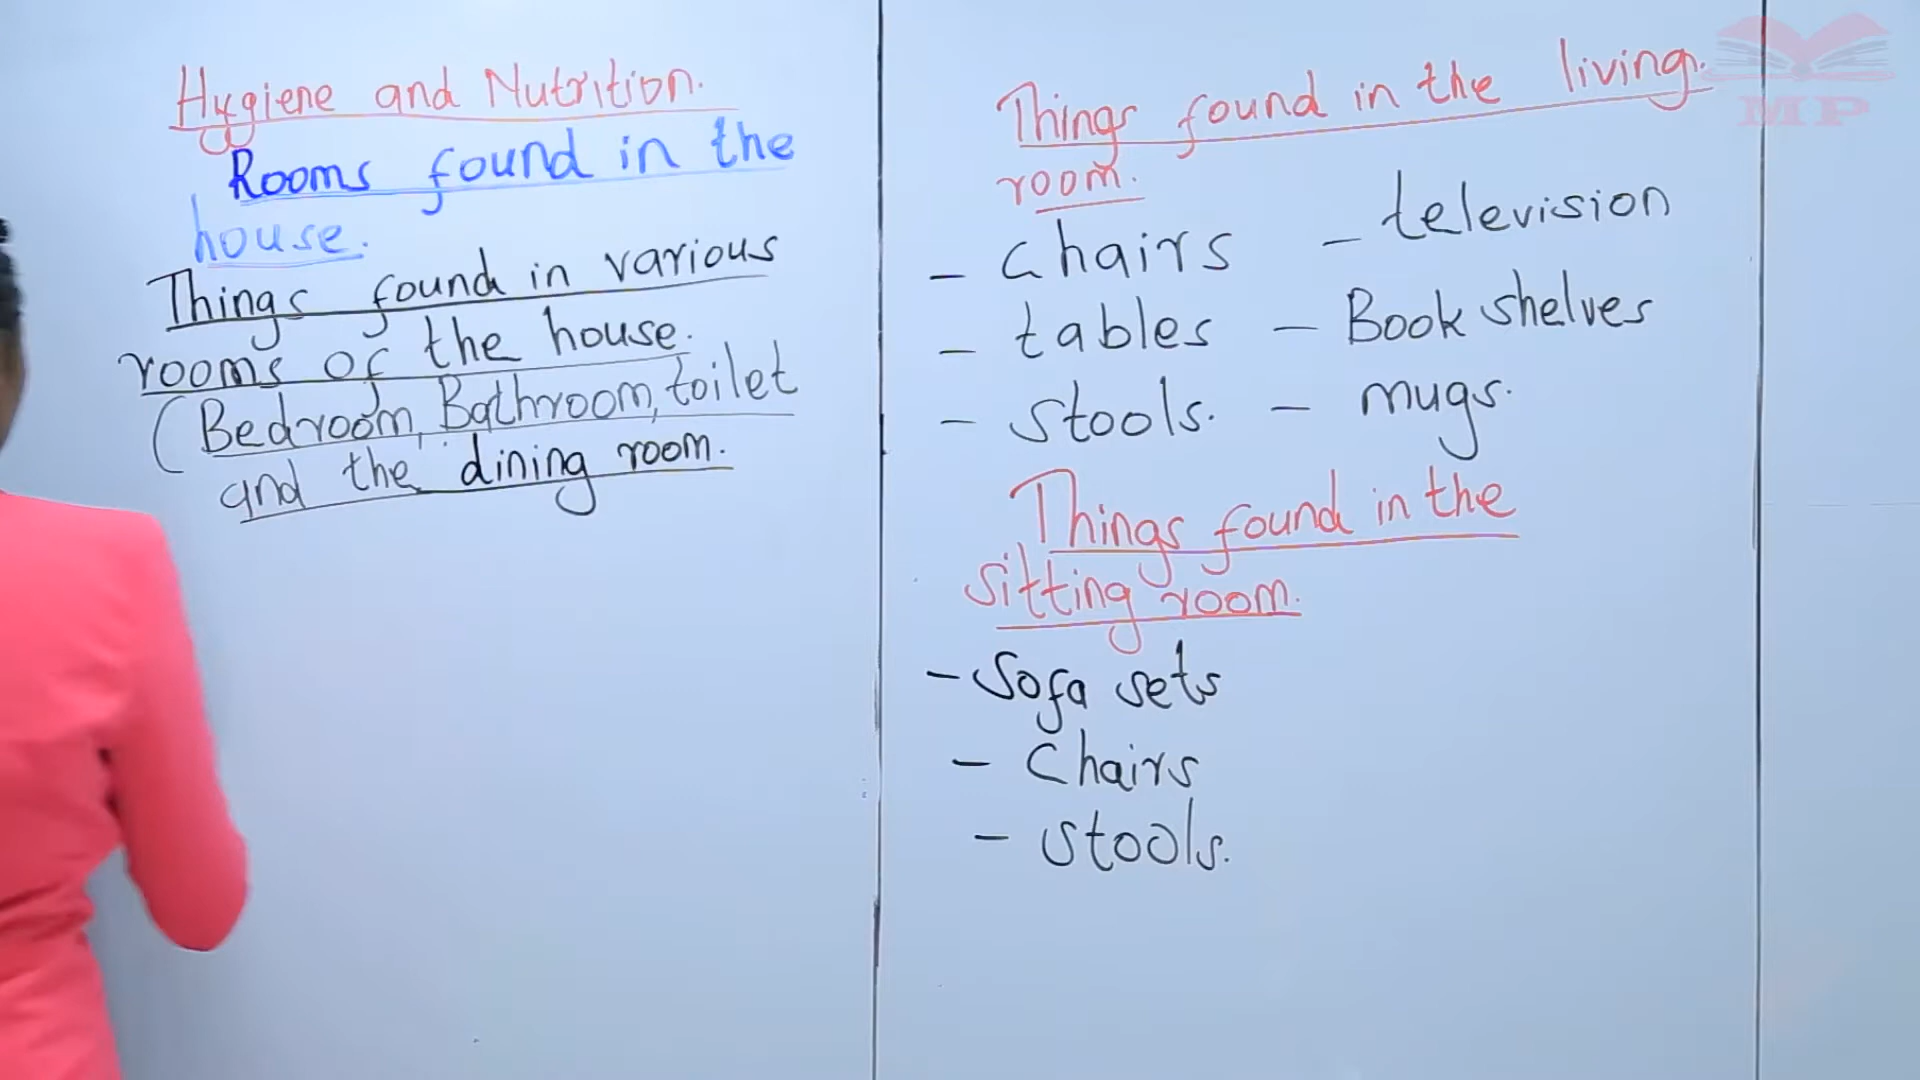 Hygiene and Nutrition.
Rooms found in the
house.
Things found in various
rooms of the house.
(Bedroom, Bathroom, toilet
and the dining room.
Things found in the living.
room.
- chairs - television
- tables - Book shelves
- stools. - mugs.
Things found in the
sitting room.
- Sofa sets
- Chairs
- stools.
MP